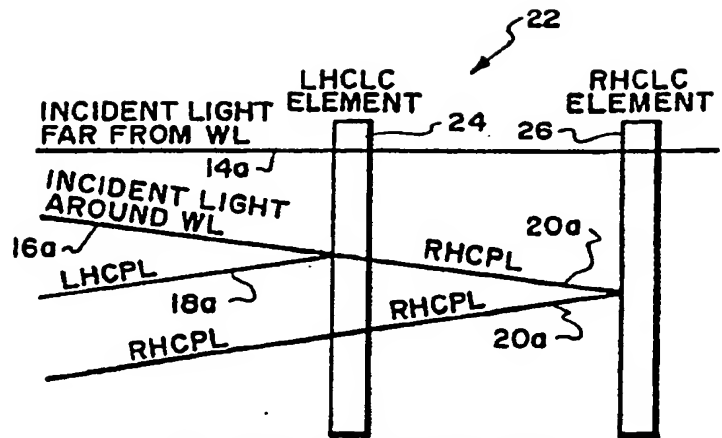 22
LHCLC
ELEMENT
RHCLC
ELEMENT
INCIDENT LIGHT
FAR FROM WL
24
26
14a
INCIDENT LIGHT
AROUND WL
16a
LHCPL
18a
RHCPL
20a
RHCPL
20a
RHCPL